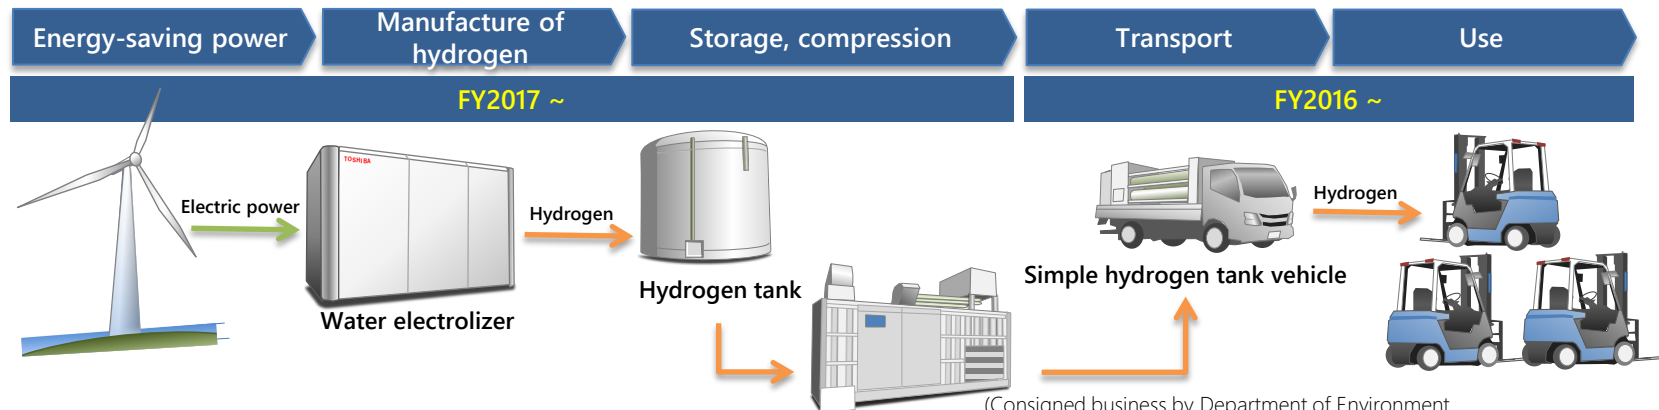 Energy-saving power
Manufacture of
hydrogen
Storage, compression
Transport
Use
FY2017 ~
FY2016 ~
TOSHIBA
Electric power
Hydrogen
Hydrogen
Water electrolizer
Hydrogen tank
Simple hydrogen tank vehicle
(Consigned business by Department of Environment